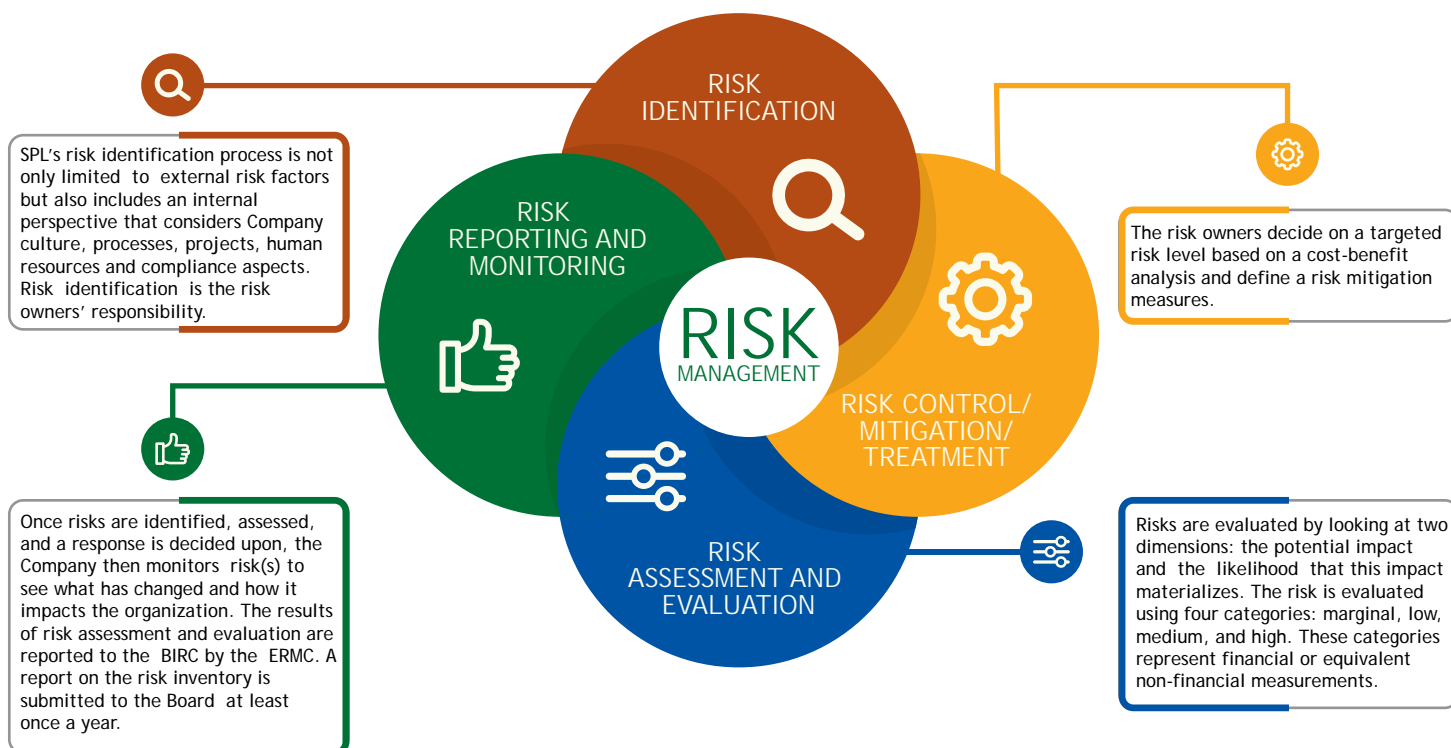 RISK
IDENTIFICATION
SPL's risk identification process is not
only limited to external risk factors
but also includes an internal
perspective that considers Company
culture, processes, projects, human
resources and compliance aspects.
Risk identification is the risk
owners' responsibility.
RISK
REPORTING AND
MONITORING
The risk owners decide on a targeted
risk level based on a cost-benefit
analysis and define a risk mitigation
measures.
RISK
MANAGEMENT
RISK CONTROL/
MITIGATION/
TREATMENT
Once risks are identified, assessed,
and a response is decided upon, the
Company then monitors risk(s) to
see what has changed and how it
impacts the organization. The results
of risk assessment and evaluation are
reported to the BIRC by the ERMC. A
report on the risk inventory is
submitted to the Board at least
once a year.
RISK
ASSESSMENT AND
EVALUATION
Risks are evaluated by looking at two
dimensions: the potential impact
and the likelihood that this impact
materializes. The risk is evaluated
using four categories: marginal, low,
medium, and high. These categories
represent financial or equivalent
non-financial measurements.